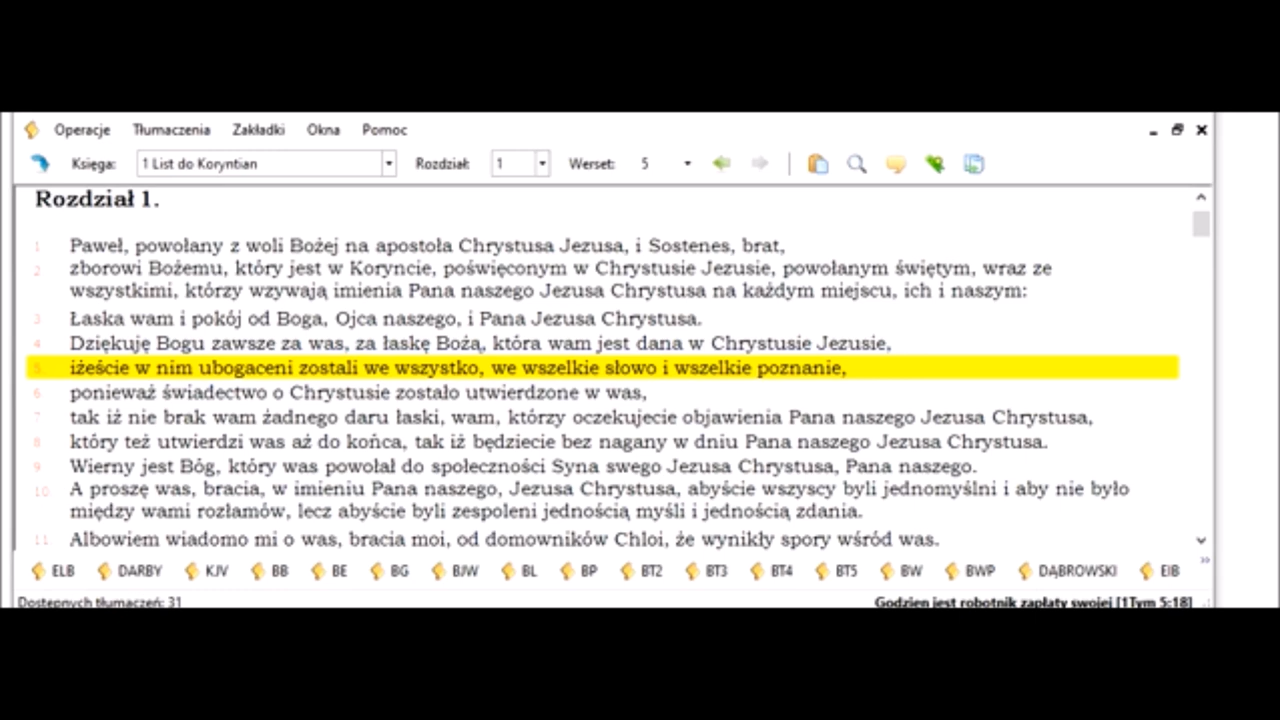 Operacje Tłumaczenia Zakładki Okna Pomoc
Księga: 1 List do Koryntian Rozdział: 1 Werset: 5
Rozdział 1.
1 Paweł, powołany z woli Bożej na apostoła Chrystusa Jezusa, i Sostenes, brat,
2 zborowi Bożemu, który jest w Koryncie, poświęconym w Chrystusie Jezusie, powołanym świętym, wraz ze
wszystkimi, którzy wzywają imienia Pana naszego Jezusa Chrystusa na każdym miejscu, ich i naszym:
3 Łaska wam i pokój od Boga, Ojca naszego, i Pana Jezusa Chrystusa.
4 Dziękuję Bogu zawsze za was, za łaskę Bożą, która wam jest dana w Chrystusie Jezusie,
5 iżeście w nim ubogaceni zostali we wszystko, we wszelkie słowo i wszelkie poznanie,
6 ponieważ świadectwo o Chrystusie zostało utwierdzone w was,
7 tak iż nie brak wam żadnego daru łaski, wam, którzy oczekujecie objawienia Pana naszego Jezusa Chrystusa,
8 który też utwierdzi was aż do końca, tak iż będziecie bez nagany w dniu Pana naszego Jezusa Chrystusa.
9 Wierny jest Bóg, który was powołał do społeczności Syna swego Jezusa Chrystusa, Pana naszego.
10 A proszę was, bracia, w imieniu Pana naszego, Jezusa Chrystusa, abyście wszyscy byli jednomyślni i aby nie było
między wami rozłamów, lecz abyście byli zespoleni jednością myśli i jednością zdania.
11 Albowiem wiadomo mi o was, bracia moi, od domowników Chloi, że wynikły spory wśród was.
ELB DARBY KJV BB BE BG BJW BL BP BT2 BT3 BT4 BT5 BW BWP DĄBROWSKI EIB
Dostępnych tłumaczeń: 31 Godzien jest robotnik zapłaty swojej [1Tym 5:18]